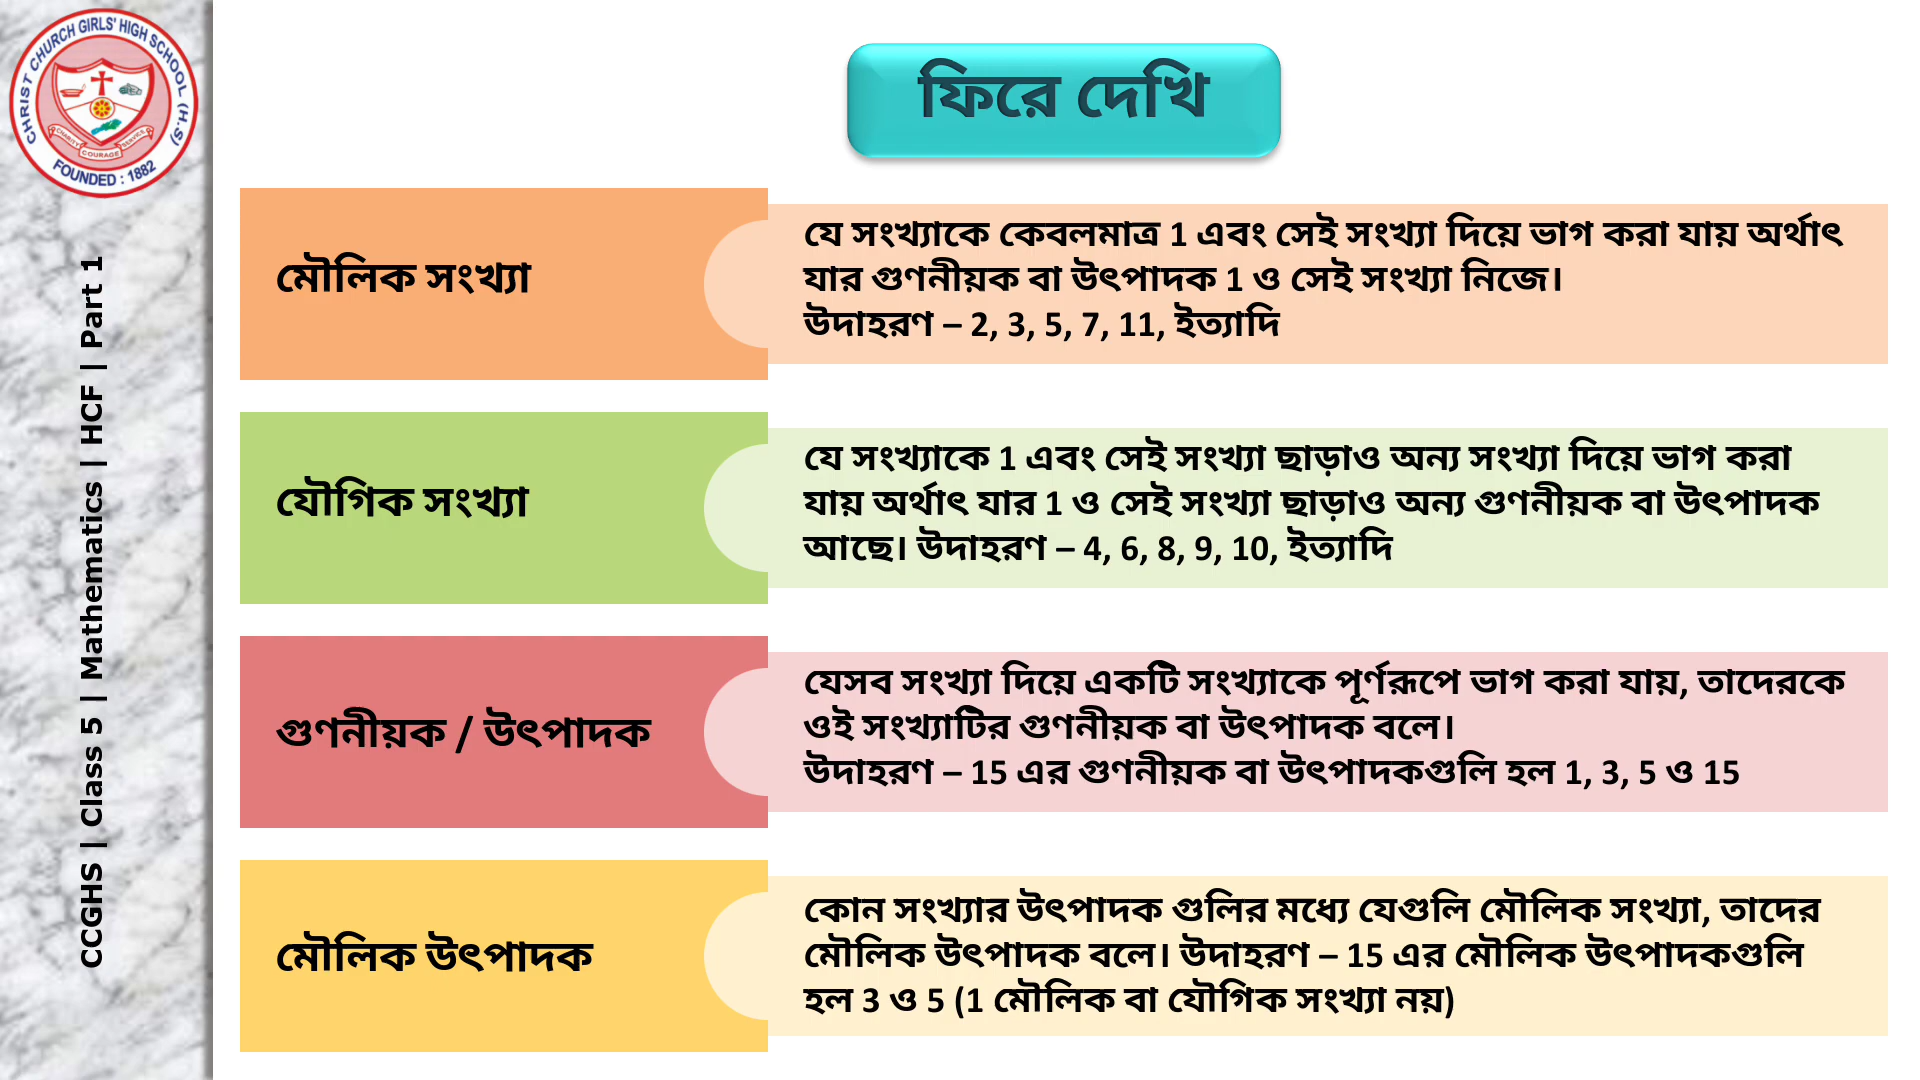 CHRIST CHURCH GIRLS' HIGH SCHOOL (H.S)
CHARITY COURAGE SERVICE
FOUNDED : 1882
CCGHS | Class 5 | Mathematics | HCF | Part 1
ফিরে দেখি
মৌলিক সংখ্যা
যে সংখ্যাকে কেবলমাত্র 1 এবং সেই সংখ্যা দিয়ে ভাগ করা যায় অর্থাৎ
যার গুণনীয়ক বা উৎপাদক 1 ও সেই সংখ্যা নিজে।
উদাহরণ – 2, 3, 5, 7, 11, ইত্যাদি
যৌগিক সংখ্যা
যে সংখ্যাকে 1 এবং সেই সংখ্যা ছাড়াও অন্য সংখ্যা দিয়ে ভাগ করা
যায় অর্থাৎ যার 1 ও সেই সংখ্যা ছাড়াও অন্য গুণনীয়ক বা উৎপাদক
আছে। উদাহরণ – 4, 6, 8, 9, 10, ইত্যাদি
গুণনীয়ক / উৎপাদক
যেসব সংখ্যা দিয়ে একটি সংখ্যাকে পূর্ণরূপে ভাগ করা যায়, তাদেরকে
ওই সংখ্যাটির গুণনীয়ক বা উৎপাদক বলে।
উদাহরণ – 15 এর গুণনীয়ক বা উৎপাদকগুলি হল 1, 3, 5 ও 15
মৌলিক উৎপাদক
কোন সংখ্যার উৎপাদক গুলির মধ্যে যেগুলি মৌলিক সংখ্যা, তাদের
মৌলিক উৎপাদক বলে। উদাহরণ – 15 এর মৌলিক উৎপাদকগুলি
হল 3 ও 5 (1 মৌলিক বা যৌগিক সংখ্যা নয়)